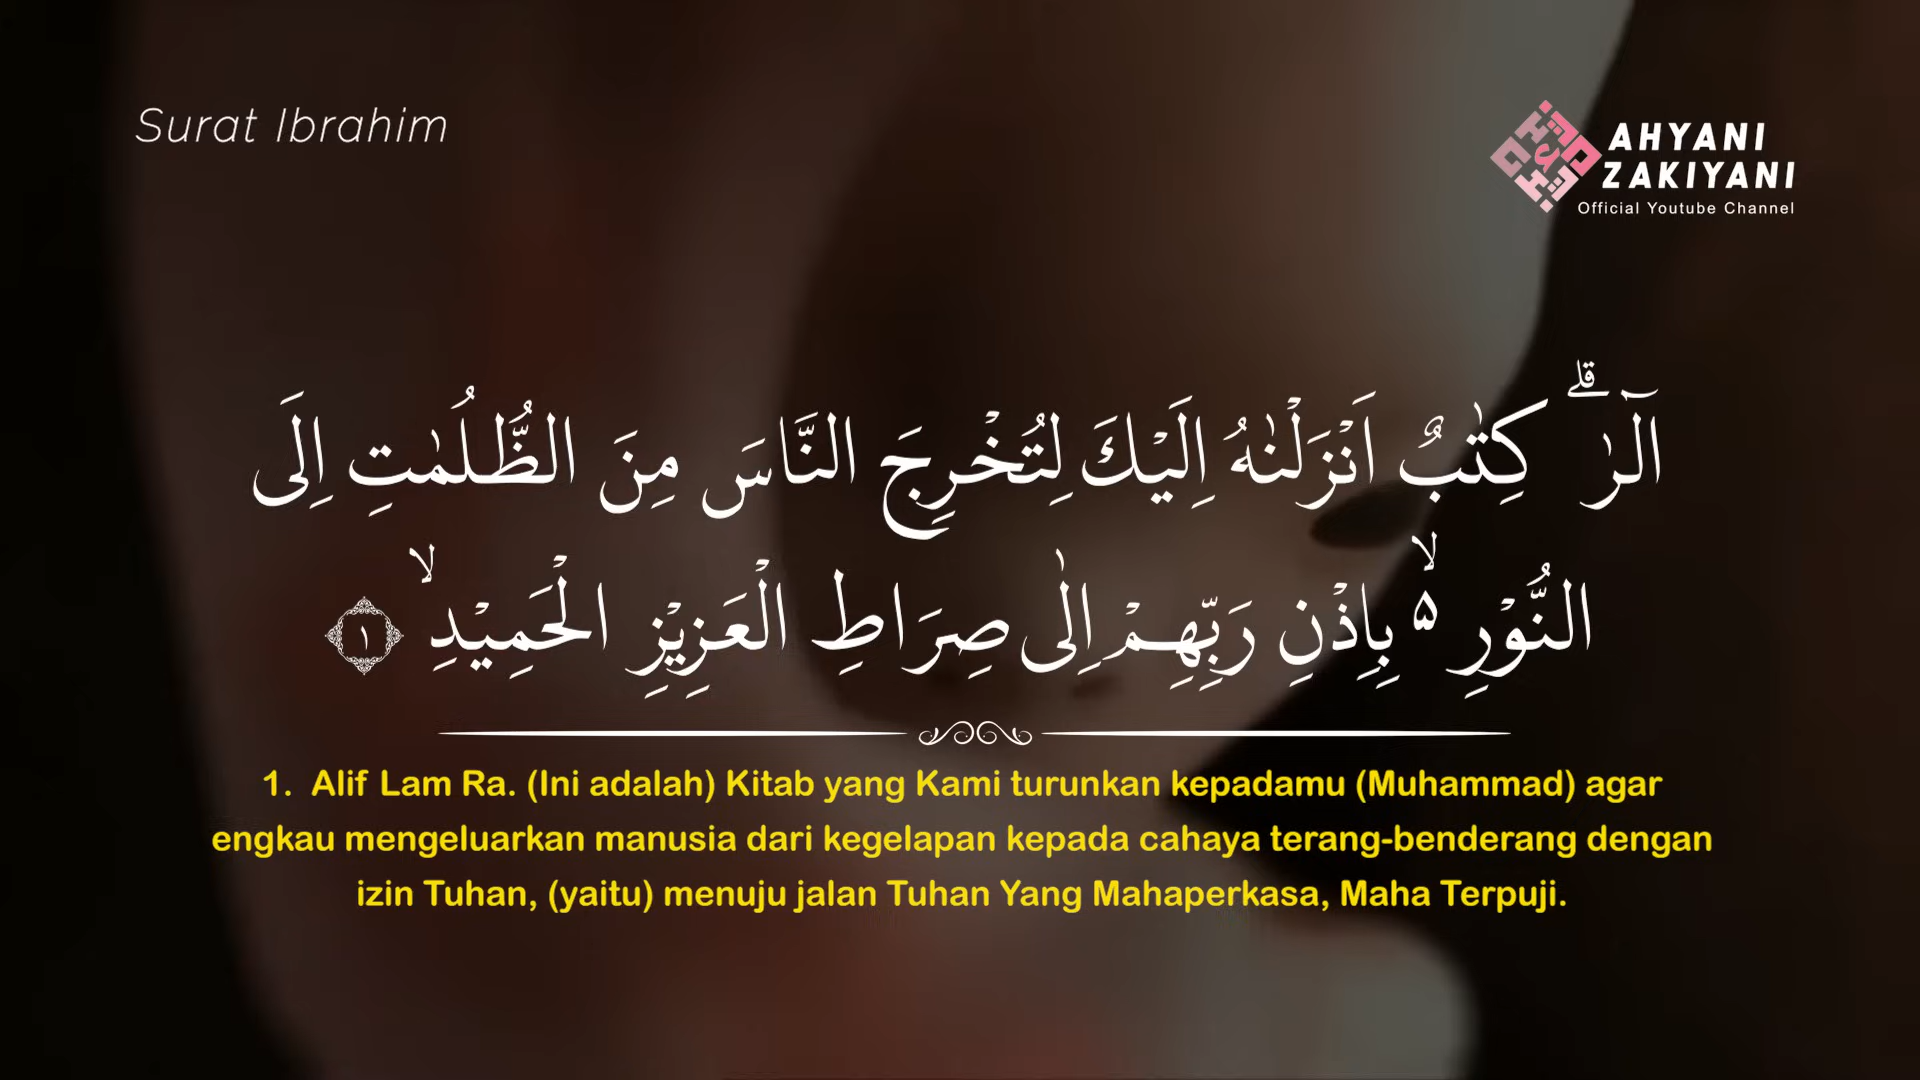 Surat Ibrahim
AHYANI
ZAKIYANI
Official Youtube Channel
الۤرٰ ۗ كِتٰبٌ اَنْزَلْنٰهُ اِلَيْكَ لِتُخْرِجَ النَّاسَ مِنَ الظُّلُمٰتِ اِلَى
النُّوْرِ ەۙ بِاِذْنِ رَبِّهِمْ اِلٰى صِرَاطِ الْعَزِيْزِ الْحَمِيْدِۙ ١
1. Alif Lam Ra. (Ini adalah) Kitab yang Kami turunkan kepadamu (Muhammad) agar
engkau mengeluarkan manusia dari kegelapan kepada cahaya terang-benderang dengan
izin Tuhan, (yaitu) menuju jalan Tuhan Yang Mahaperkasa, Maha Terpuji.